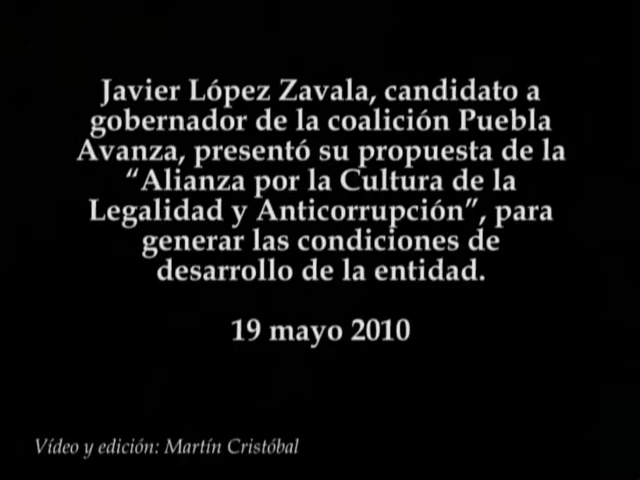 Javier López Zavala, candidato a
gobernador de la coalición Puebla
Avanza, presentó su propuesta de la
“Alianza por la Cultura de la
Legalidad y Anticorrupción”, para
generar las condiciones de
desarrollo de la entidad.
19 mayo 2010
Vídeo y edición: Martín Cristóbal